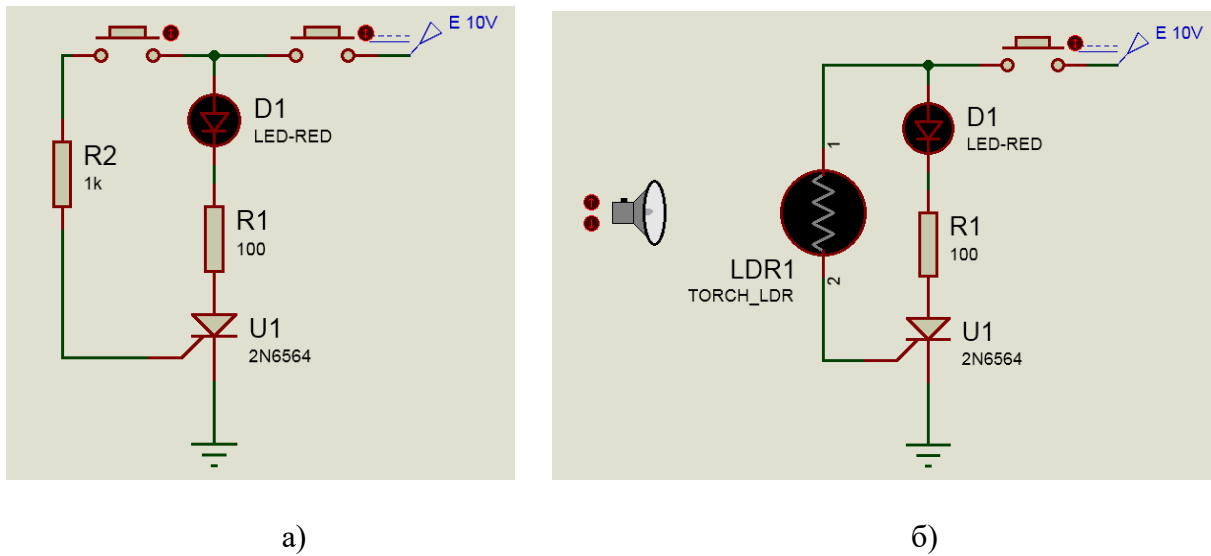 E 10V
D1
LED-RED
R2
1k
R1
100
U1
2N6564
а)
E 10V
D1
LED-RED
1
R1
100
LDR1
TORCH_LDR
2
U1
2N6564
б)